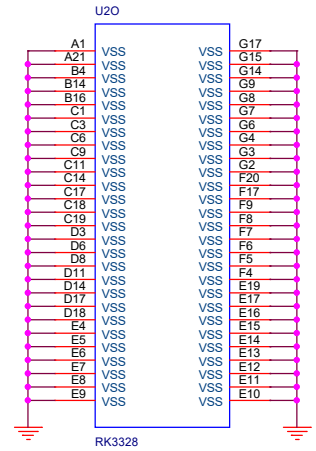 U2O
A1 VSS VSS G17
A21 VSS VSS G15
B4 VSS VSS G14
B14 VSS VSS G9
B16 VSS VSS G8
C1 VSS VSS G7
C3 VSS VSS G6
C6 VSS VSS G4
C9 VSS VSS G3
C11 VSS VSS G2
C14 VSS VSS F20
C17 VSS VSS F17
C18 VSS VSS F9
C19 VSS VSS F8
D3 VSS VSS F7
D6 VSS VSS F6
D8 VSS VSS F5
D11 VSS VSS F4
D14 VSS VSS E19
D17 VSS VSS E17
D18 VSS VSS E16
E4 VSS VSS E15
E5 VSS VSS E14
E6 VSS VSS E13
E7 VSS VSS E12
E8 VSS VSS E11
E9 VSS VSS E10
RK3328